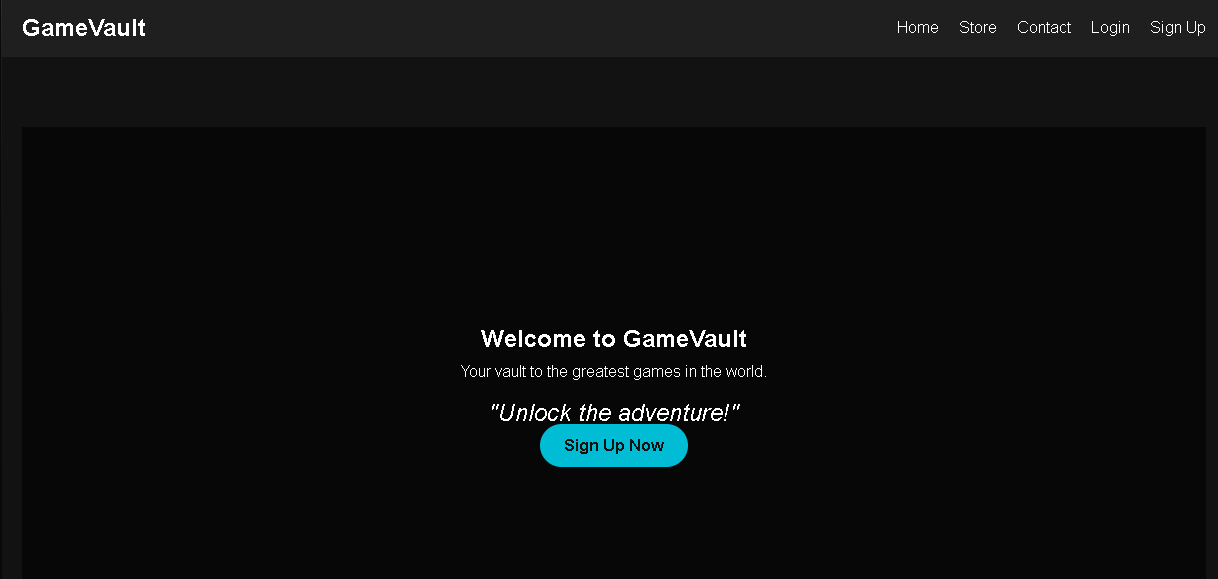 GameVault
Home Store Contact Login Sign Up
Welcome to GameVault
Your vault to the greatest games in the world.
"Unlock the adventure!"
Sign Up Now